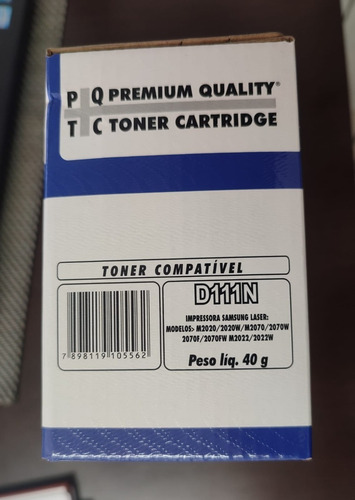 PQ PREMIUM QUALITY®
TC TONER CARTRIDGE
TONER COMPATÍVEL
D111N
IMPRESSORA SAMSUNG LASER:
MODELOS> M2020/2020W/M2070/2070W
2070F/2070FW M2022/2022W
Peso líq. 40 g
7 898119 105562